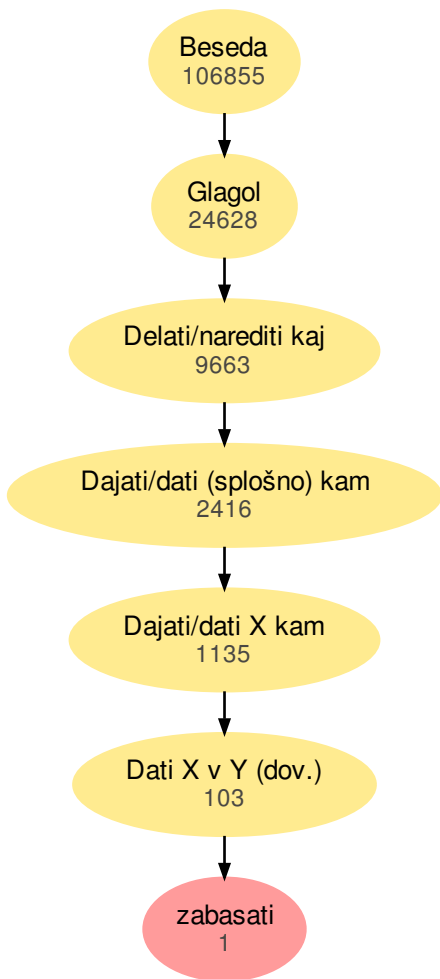 Beseda
106855
Glagol
24628
Delati/narediti kaj
9663
Dajati/dati (splošno) kam
2416
Dajati/dati X kam
1135
Dati X v Y (dov.)
103
zabasati
1